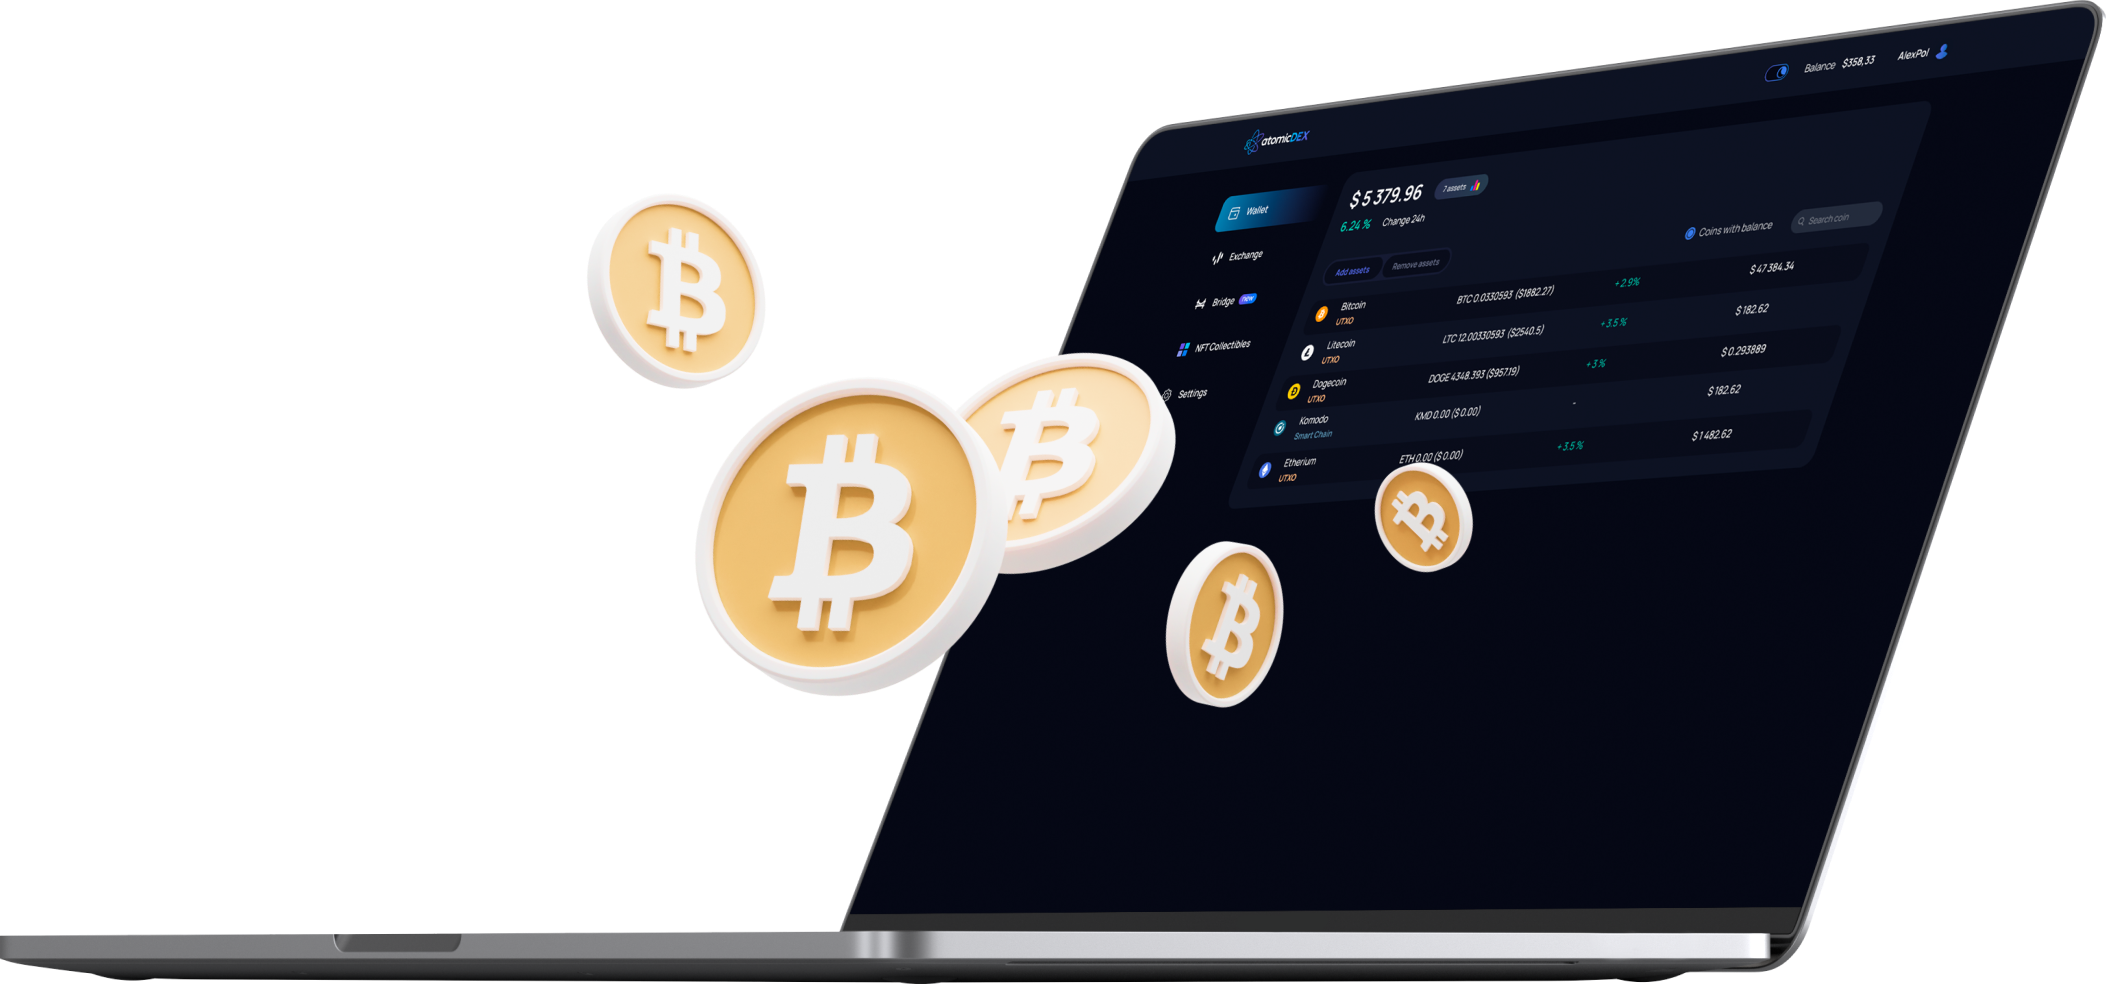 Balance $358,33 AlexPol
atomicDEX
$ 5 379.96 7 assets
6.24 % Change 24h
Wallet
Exchange
Bridge new
NFT Collectibles
Settings
Coins with balance Search coin
Add assets Remove assets
Bitcoin BTC 0.0330593 ($1882.27) +2.9% $ 47 384.34
UTXO
Litecoin LTC 12.00330593 ($2540.5) +3.5 % $ 182.62
UTXO
Dogecoin DOGE 4348.393 ($957.19) +3 % $ 0.293889
UTXO
Komodo KMD 0.00 ($ 0.00) - $ 182.62
Smart Chain
Etherium ETH 0.00 ($ 0.00) +3.5 % $ 1 482.62
UTXO